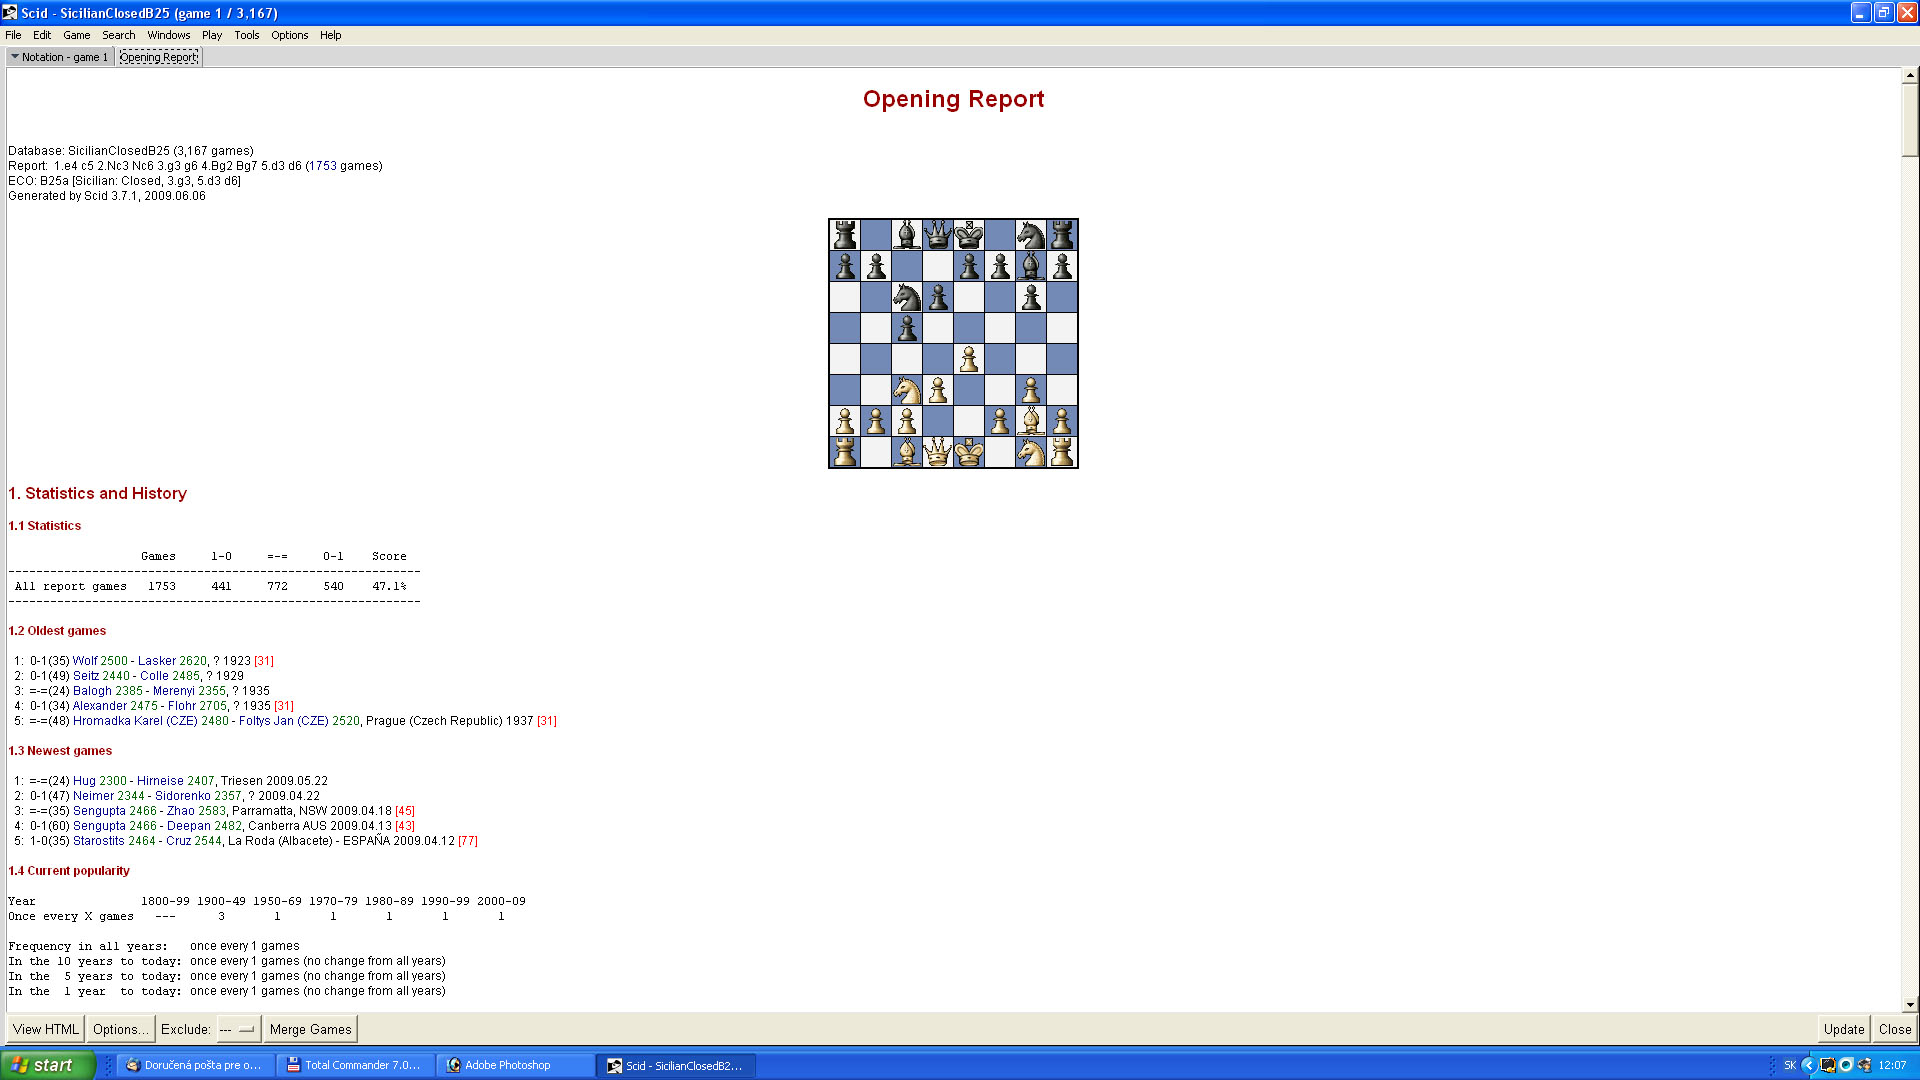 Scid - SicilianClosedB25 (game 1 / 3,167)
File Edit Game Search Windows Play Tools Options Help
Notation - game 1 Opening Report
Opening Report
Database: SicilianClosedB25 (3,167 games)
Report: 1.e4 c5 2.Nc3 Nc6 3.g3 g6 4.Bg2 Bg7 5.d3 d6 (1753 games)
ECO: B25a [Sicilian: Closed, 3.g3, 5.d3 d6]
Generated by Scid 3.7.1, 2009.06.06
1. Statistics and History
1.1 Statistics
Games 1-0 =-= 0-1 Score
-----------------------------------------------------------
All report games 1753 441 772 540 47.1%
-----------------------------------------------------------
1.2 Oldest games
1: 0-1(35) Wolf 2500 - Lasker 2620, ? 1923 [31]
2: 0-1(49) Seitz 2440 - Colle 2485, ? 1929
3: =-=(24) Balogh 2385 - Merenyi 2355, ? 1935
4: 0-1(34) Alexander 2475 - Flohr 2705, ? 1935 [31]
5: =-=(48) Hromadka Karel (CZE) 2480 - Foltys Jan (CZE) 2520, Prague (Czech Republic) 1937 [31]
1.3 Newest games
1: =-=(24) Hug 2300 - Hirneise 2407, Triesen 2009.05.22
2: 0-1(47) Neimer 2344 - Sidorenko 2357, ? 2009.04.22
3: =-=(35) Sengupta 2466 - Zhao 2583, Parramatta, NSW 2009.04.18 [45]
4: 0-1(60) Sengupta 2466 - Deepan 2482, Canberra AUS 2009.04.13 [43]
5: 1-0(35) Starostits 2464 - Cruz 2544, La Roda (Albacete) - ESPAÑA 2009.04.12 [77]
1.4 Current popularity
Year 1800-99 1900-49 1950-69 1970-79 1980-89 1990-99 2000-09
Once every X games --- 3 1 1 1 1 1
Frequency in all years: once every 1 games
In the 10 years to today: once every 1 games (no change from all years)
In the 5 years to today: once every 1 games (no change from all years)
In the 1 year to today: once every 1 games (no change from all years)
View HTML Options... Exclude: --- Merge Games Update Close
start Doručená pošta pre o... Total Commander 7.0... Adobe Photoshop Scid - SicilianClosedB2... SK 12:07